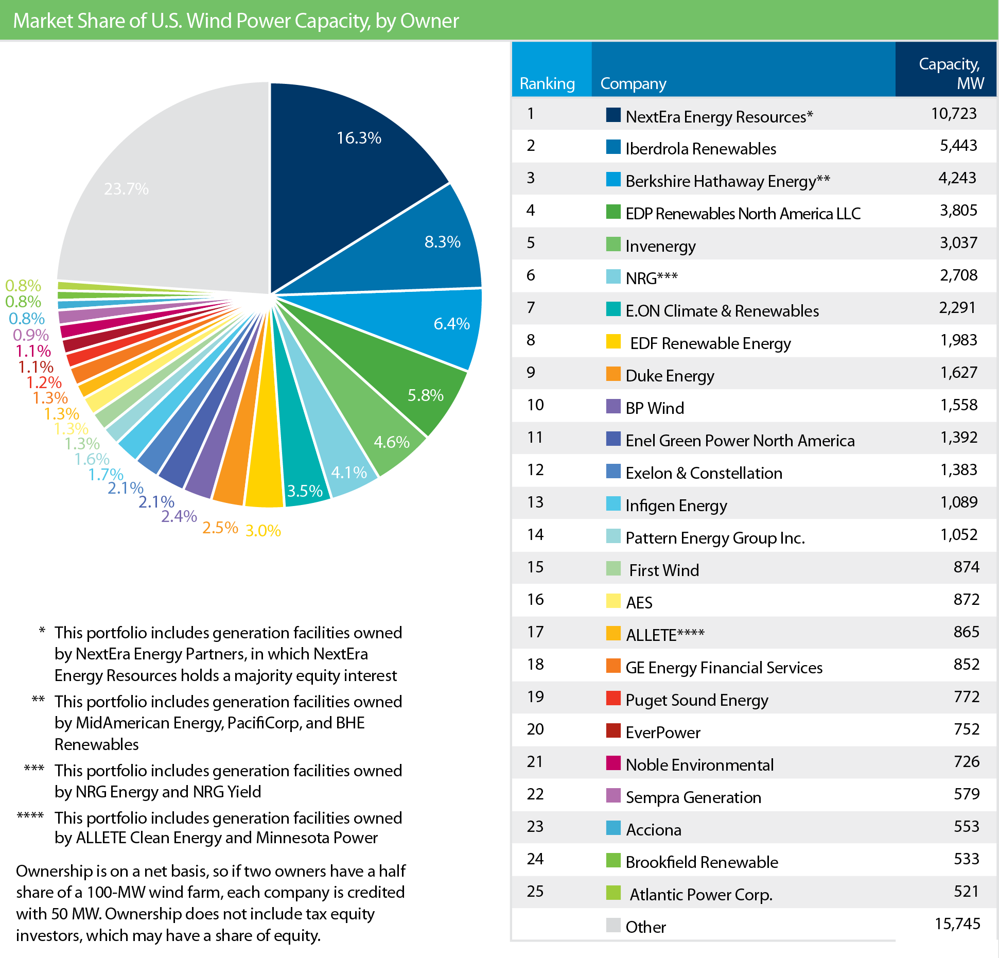 Market Share of U.S. Wind Power Capacity, by Owner
16.3%
8.3%
6.4%
5.8%
4.6%
4.1%
3.5%
3.0%
2.5%
2.4%
2.1%
2.1%
1.7%
1.6%
1.3%
1.3%
1.3%
1.3%
1.2%
1.1%
1.1%
0.9%
0.8%
0.8%
0.8%
23.7%
* This portfolio includes generation facilities owned
by NextEra Energy Partners, in which NextEra
Energy Resources holds a majority equity interest
** This portfolio includes generation facilities owned
by MidAmerican Energy, PacifiCorp, and BHE
Renewables
*** This portfolio includes generation facilities owned
by NRG Energy and NRG Yield
**** This portfolio includes generation facilities owned
by ALLETE Clean Energy and Minnesota Power
Ownership is on a net basis, so if two owners have a half
share of a 100-MW wind farm, each company is credited
with 50 MW. Ownership does not include tax equity
investors, which may have a share of equity.
Ranking Company Capacity, MW
1 NextEra Energy Resources* 10,723
2 Iberdrola Renewables 5,443
3 Berkshire Hathaway Energy** 4,243
4 EDP Renewables North America LLC 3,805
5 Invenergy 3,037
6 NRG*** 2,708
7 E.ON Climate & Renewables 2,291
8 EDF Renewable Energy 1,983
9 Duke Energy 1,627
10 BP Wind 1,558
11 Enel Green Power North America 1,392
12 Exelon & Constellation 1,383
13 Infigen Energy 1,089
14 Pattern Energy Group Inc. 1,052
15 First Wind 874
16 AES 872
17 ALLETE**** 865
18 GE Energy Financial Services 852
19 Puget Sound Energy 772
20 EverPower 752
21 Noble Environmental 726
22 Sempra Generation 579
23 Acciona 553
24 Brookfield Renewable 533
25 Atlantic Power Corp. 521
Other 15,745